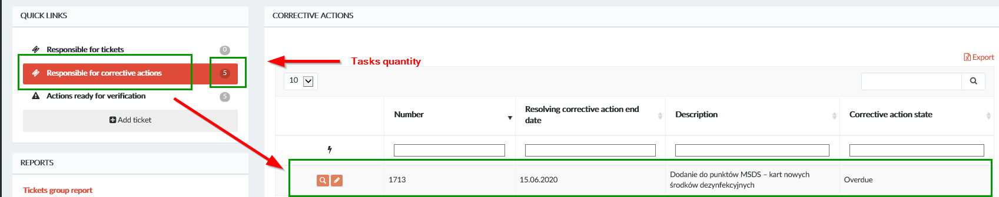 QUICK LINKS
Responsible for tickets 0
Responsible for corrective actions 5
Actions ready for verification 5
Add ticket
REPORTS
Tickets group report
Tasks quantity
CORRECTIVE ACTIONS
Export
10
Number
Resolving corrective action end
date
Description
Corrective action state
1713
15.06.2020
Dodanie do punktów MSDS – kart nowych
środków dezynfekcyjnych
Overdue